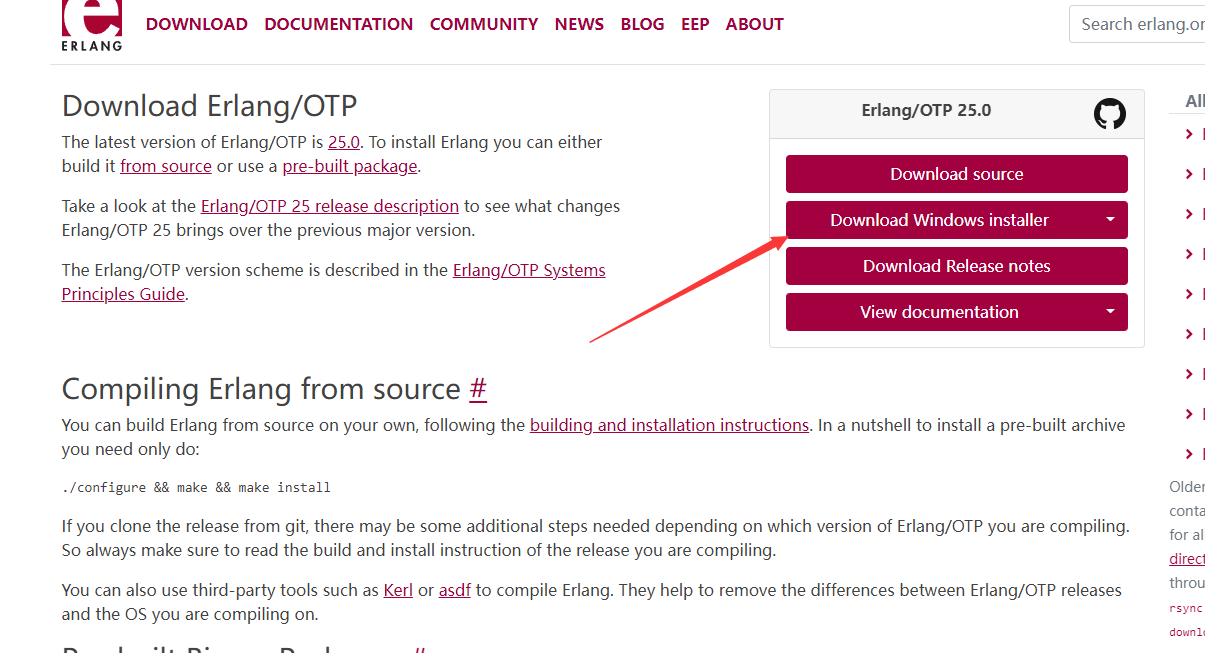 ERLANG
DOWNLOAD DOCUMENTATION COMMUNITY NEWS BLOG EEP ABOUT
Search erlang.or
Download Erlang/OTP
The latest version of Erlang/OTP is 25.0. To install Erlang you can either
build it from source or use a pre-built package.
Take a look at the Erlang/OTP 25 release description to see what changes
Erlang/OTP 25 brings over the previous major version.
The Erlang/OTP version scheme is described in the Erlang/OTP Systems
Principles Guide.
Erlang/OTP 25.0
Download source
Download Windows installer
Download Release notes
View documentation
Compiling Erlang from source #
You can build Erlang from source on your own, following the building and installation instructions. In a nutshell to install a pre-built archive
you need only do:
./configure && make && make install
If you clone the release from git, there may be some additional steps needed depending on which version of Erlang/OTP you are compiling.
So always make sure to read the build and install instruction of the release you are compiling.
You can also use third-party tools such as Kerl or asdf to compile Erlang. They help to remove the differences between Erlang/OTP releases
and the OS you are compiling on.
All
Older
conta
for al
direct
throu
rsync
downlo